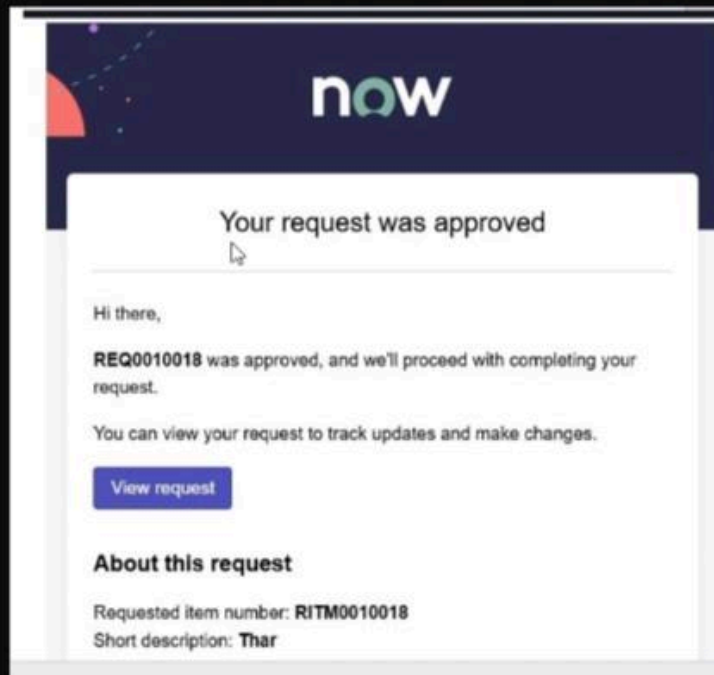 now
Your request was approved
Hi there,
REQ0010018 was approved, and we'll proceed with completing your
request.
You can view your request to track updates and make changes.
View request
About this request
Requested item number: RITM0010018
Short description: Thar